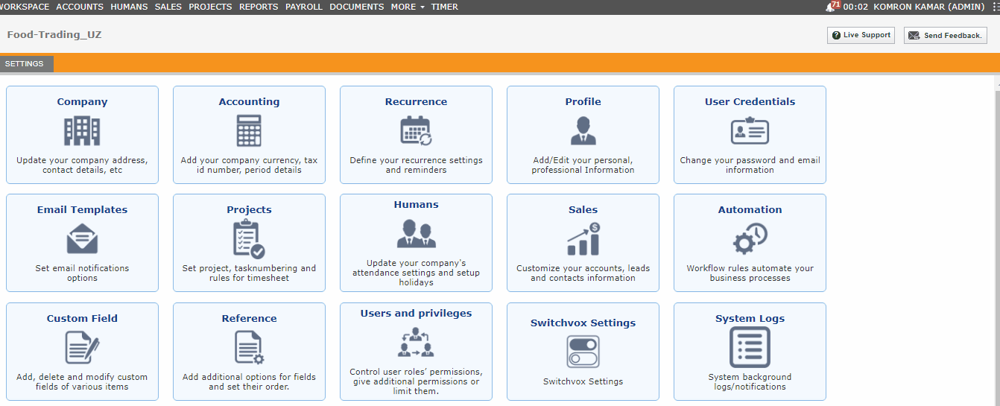 WORKSPACE ACCOUNTS HUMANS SALES PROJECTS REPORTS PAYROLL DOCUMENTS MORE TIMER 71 00:02 KOMRON KAMAR (ADMIN)
Food-Trading_UZ
Live Support
Send Feedback.
SETTINGS
Company
Update your company address,
contact details, etc
Accounting
Add your company currency, tax
id number, period details
Recurrence
Define your recurrence settings
and reminders
Profile
Add/Edit your personal,
professional Information
User Credentials
Change your password and email
information
Email Templates
Set email notifications
options
Projects
Set project, tasknumbering and
rules for timesheet
Humans
Update your company's
attendance settings and setup
holidays
Sales
Customize your accounts, leads
and contacts information
Automation
Workflow rules automate your
business processes
Custom Field
Add, delete and modify custom
fields of various items
Reference
Add additional options for fields
and set their order.
Users and privileges
Control user roles’ permissions,
give additional permissions or
limit them.
Switchvox Settings
Switchvox Settings
System Logs
System background
logs/notifications